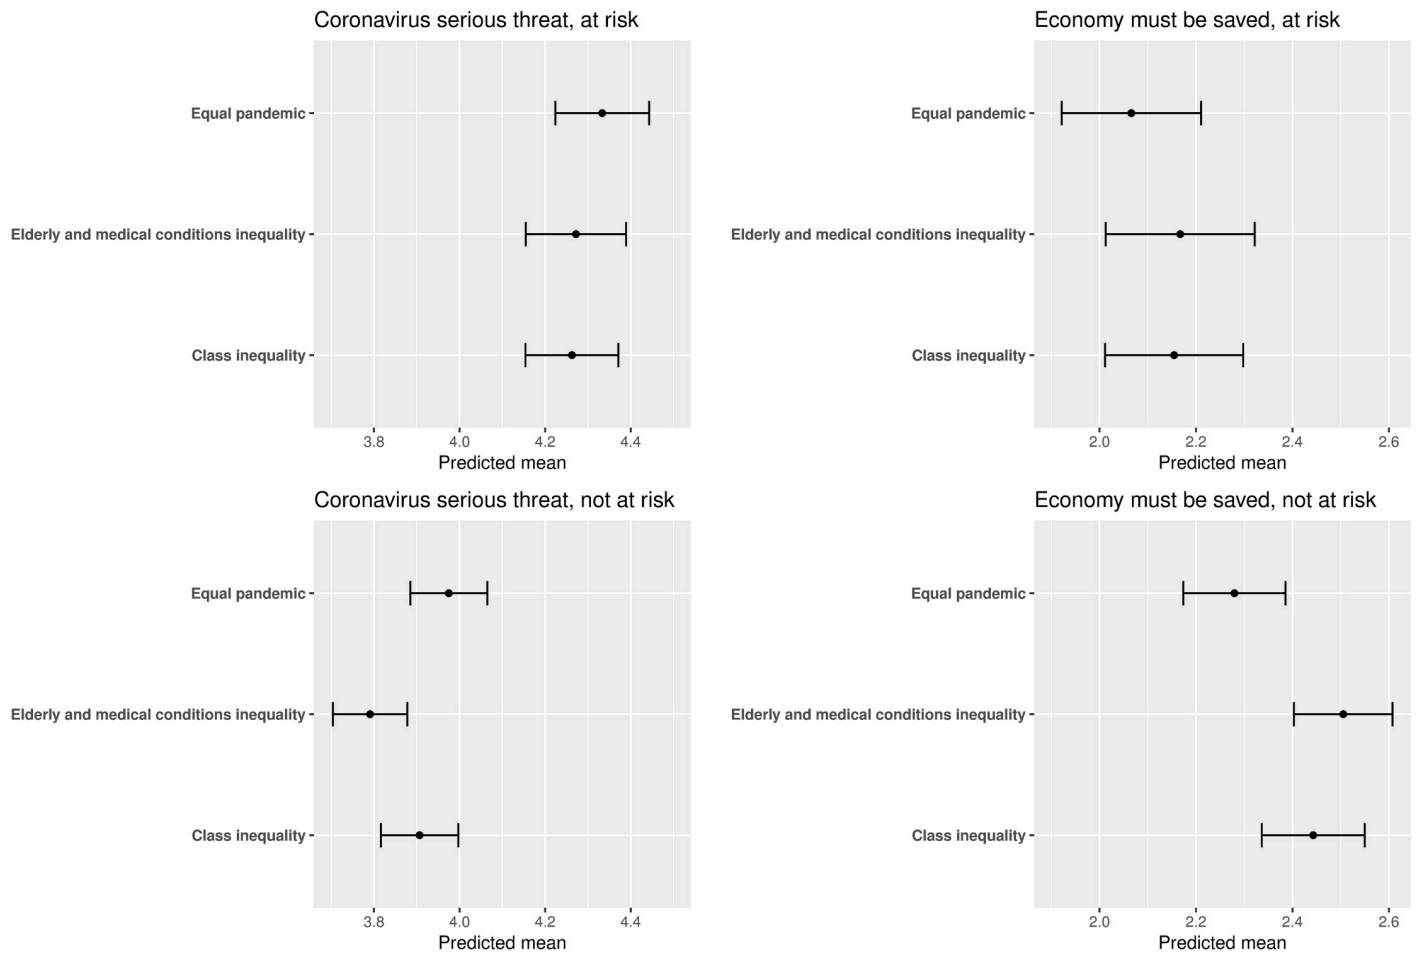 Coronavirus serious threat, at risk
Equal pandemic
Elderly and medical conditions inequality
Class inequality
3.8 4.0 4.2 4.4
Predicted mean
Economy must be saved, at risk
Equal pandemic
Elderly and medical conditions inequality
Class inequality
2.0 2.2 2.4 2.6
Predicted mean
Coronavirus serious threat, not at risk
Equal pandemic
Elderly and medical conditions inequality
Class inequality
3.8 4.0 4.2 4.4
Predicted mean
Economy must be saved, not at risk
Equal pandemic
Elderly and medical conditions inequality
Class inequality
2.0 2.2 2.4 2.6
Predicted mean